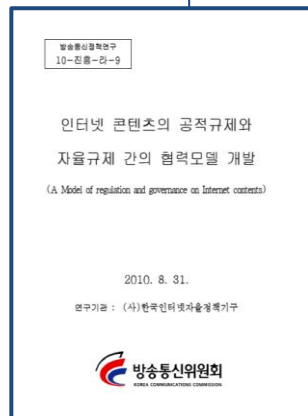 방송통신정책연구
10-진흥-라-9
인터넷 콘텐츠의 공적규제와
자율규제 간의 협력모델 개발
(A Model of regulation and governance on Internet contents)
2010. 8. 31.
연구기관 : (사)한국인터넷자율정책기구
방송통신위원회
KOREA COMMUNICATIONS COMMISSION